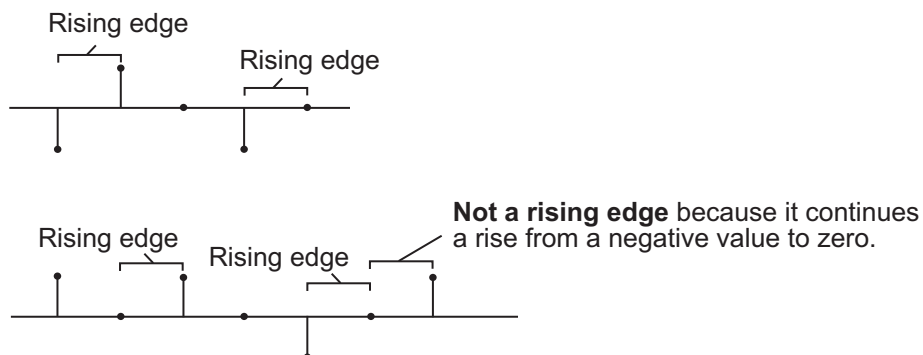 Rising edge
Rising edge
Not a rising edge because it continues
a rise from a negative value to zero.
Rising edge
Rising edge